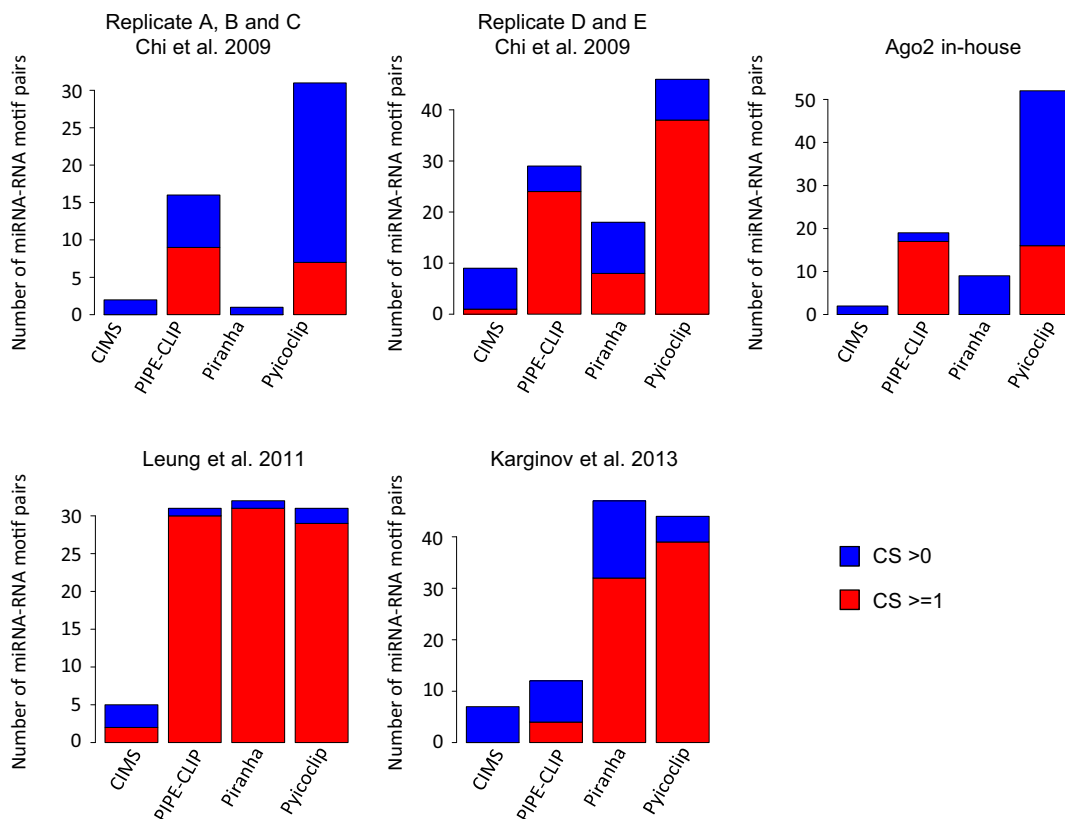 Replicate A, B and C
Chi et al. 2009
Number of miRNA-RNA motif pairs
30
25
20
15
10
5
0
CIMS
PIPE-CLIP
Piranha
Pyicoclip
Replicate D and E
Chi et al. 2009
Number of miRNA-RNA motif pairs
40
30
20
10
0
CIMS
PIPE-CLIP
Piranha
Pyicoclip
Ago2 in-house
Number of miRNA-RNA motif pairs
50
40
30
20
10
0
CIMS
PIPE-CLIP
Piranha
Pyicoclip
Leung et al. 2011
Number of miRNA-RNA motif pairs
30
25
20
15
10
5
0
CIMS
PIPE-CLIP
Piranha
Pyicoclip
Karginov et al. 2013
Number of miRNA-RNA motif pairs
40
30
20
10
0
CIMS
PIPE-CLIP
Piranha
Pyicoclip
CS >0
CS >=1